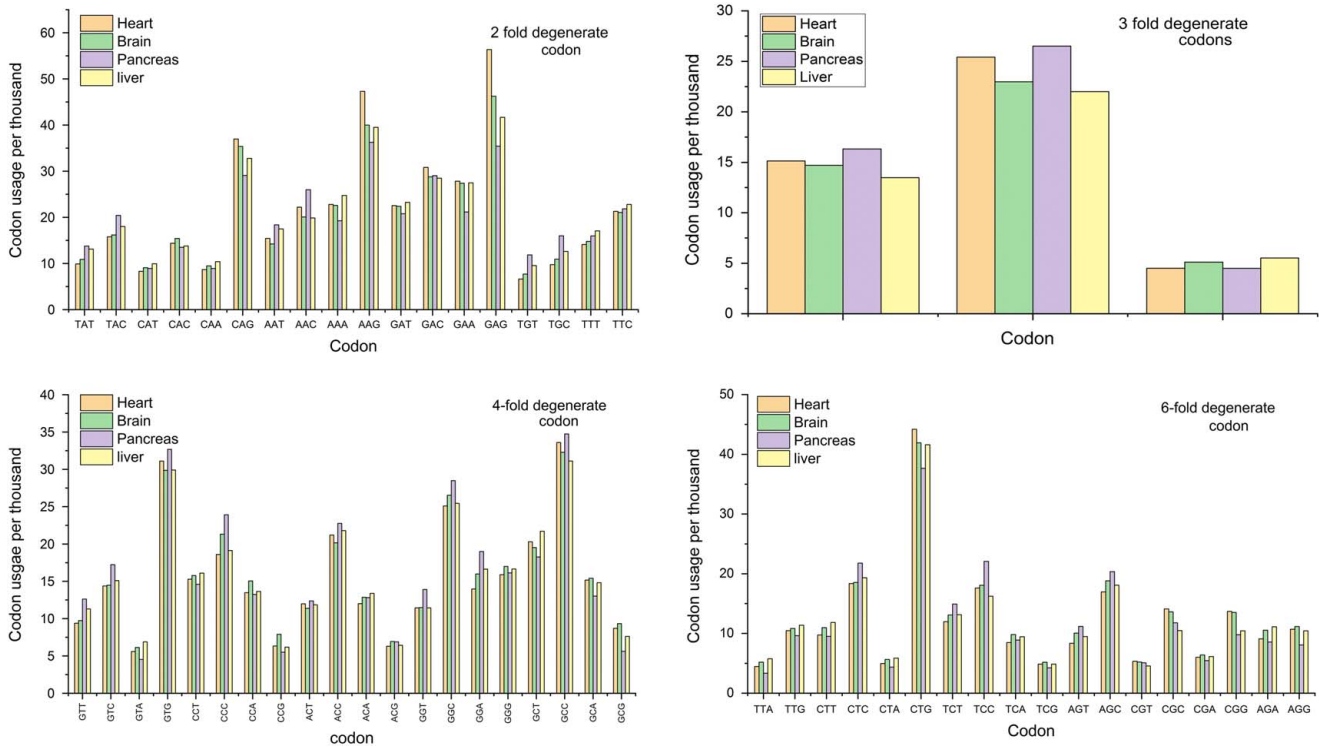 Heart
Brain
Pancreas
liver
2 fold degenerate
codon
Codon usage per thousand
60
50
40
30
20
10
0
TAT TAC CAT CAC CAA CAG AAT AAC AAA AAG GAT GAC GAA GAG TGT TGC TTT TTC
Codon
Heart
Brain
Pancreas
Liver
3 fold degenerate
codons
Codon usage per thousand
30
25
20
15
10
5
0
Codon
Heart
Brain
Pancreas
liver
4-fold degenerate
codon
Codon usgae per thousand
40
35
30
25
20
15
10
5
0
GTT GTC GTA GTG CCT CCC CCA CCG ACT ACC ACA ACG GGT GGC GGA GGG GCT GCC GCA GCG
codon
Heart
Brain
Pancreas
liver
6-fold degenerate
codon
Codon usage per thousand
50
40
30
20
10
0
TTA TTG CTT CTC CTA CTG TCT TCC TCA TCG AGT AGC CGT CGC CGA CGG AGA AGG
Codon